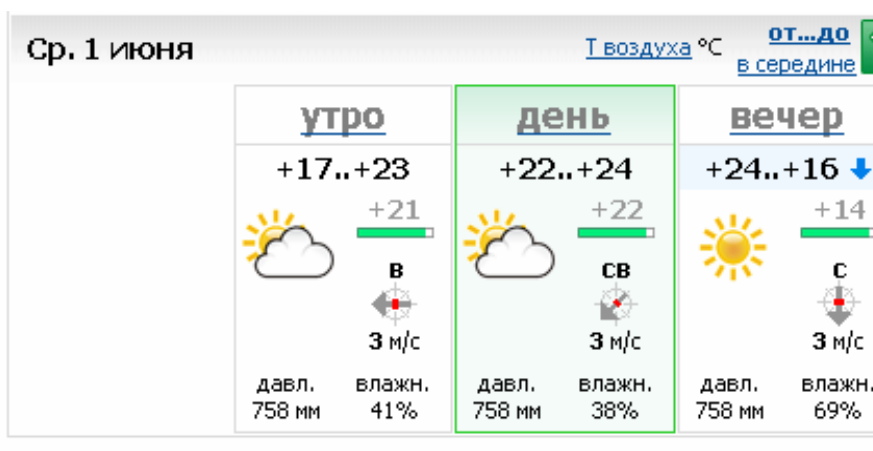 Ср. 1 июня
Т воздуха °C
от...до
в середине
утро день вечер
+17..+23 +22..+24 +24..+16
+21 +22 +14
В СВ С
3 м/с 3 м/с 3 м/с
давл. влажн. давл. влажн. давл. влажн.
758 мм 41% 758 мм 38% 758 мм 69%